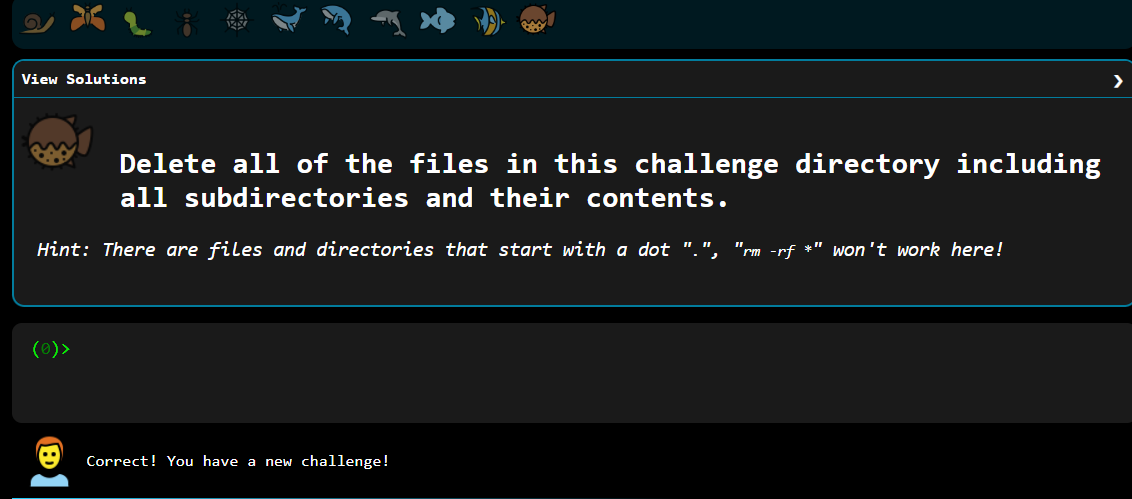 View Solutions
Delete all of the files in this challenge directory including
all subdirectories and their contents.
Hint: There are files and directories that start with a dot ".", "rm -rf *" won't work here!
(0)>
Correct! You have a new challenge!